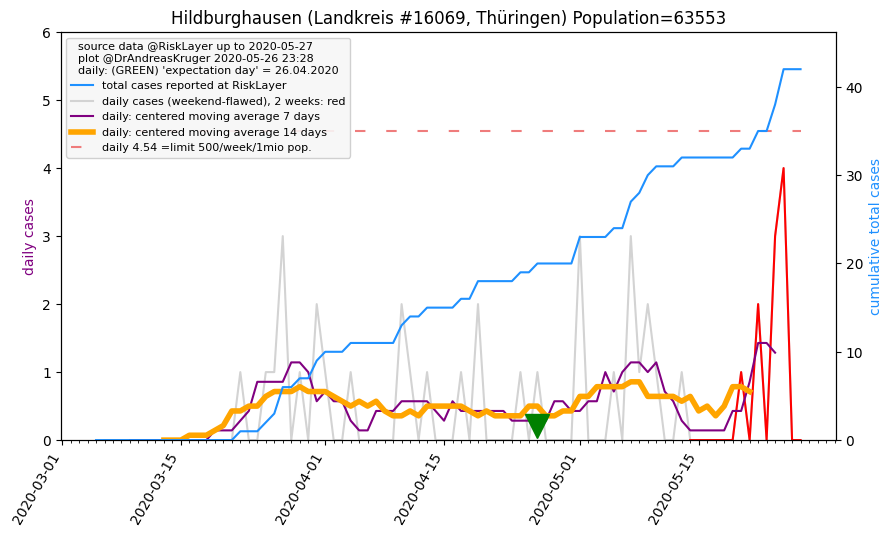 Hildburghausen (Landkreis #16069, Thüringen) Population=63553
source data @RiskLayer up to 2020-05-27
plot @DrAndreasKruger 2020-05-26 23:28
daily: (GREEN) 'expectation day' = 26.04.2020
total cases reported at RiskLayer
daily cases (weekend-flawed), 2 weeks: red
daily: centered moving average 7 days
daily: centered moving average 14 days
daily 4.54 =limit 500/week/1mio pop.
6
5
4
3
2
1
0
daily cases
40
30
20
10
0
cumulative total cases
2020-03-01
2020-03-15
2020-04-01
2020-04-15
2020-05-01
2020-05-15